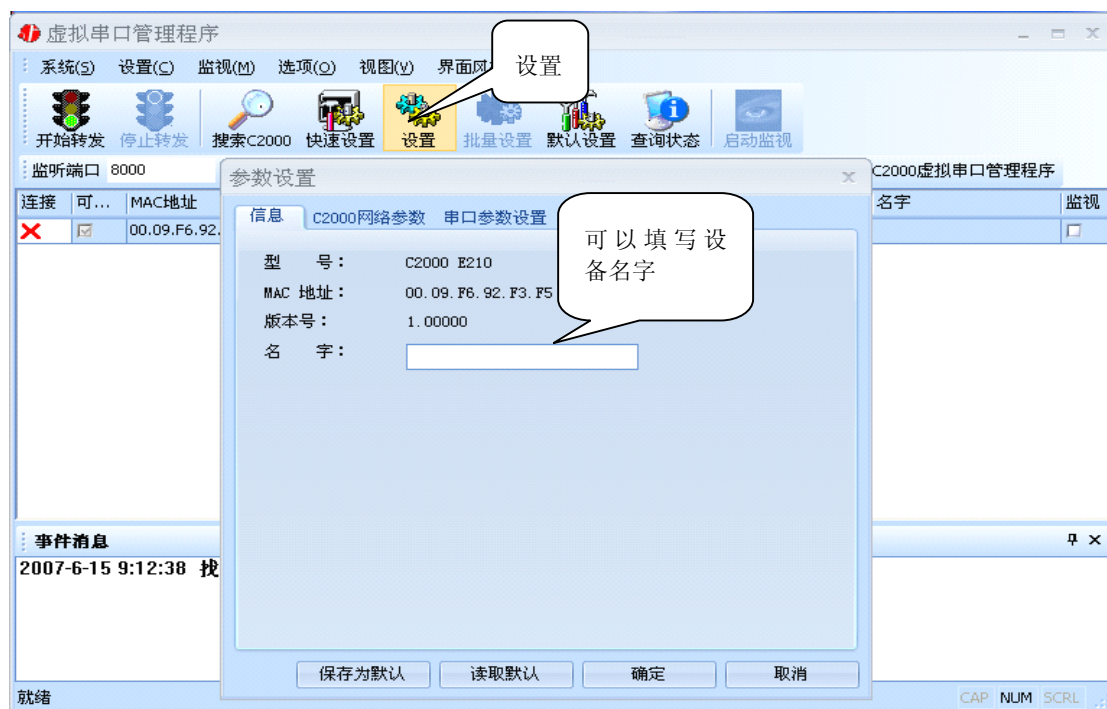 虚拟串口管理程序
系统(S) 设置(C) 监视(M) 选项(O) 视图(V) 界面风
设置
开始转发 停止转发 搜索C2000 快速设置 设置 批量设置 默认设置 查询状态 启动监视
监听端口 8000
C2000虚拟串口管理程序
连接 可... MAC地址 名字 监视
00.09.F6.92.
参数设置
信息 C2000网络参数 串口参数设置
可以填写设
备名字
型 号： C2000 E210
MAC 地址： 00.09.F6.92.F3.F5
版本号： 1.00000
名 字：
事件消息
2007-6-15 9:12:38 找
保存为默认 读取默认 确定 取消
就绪
CAP NUM SCRL